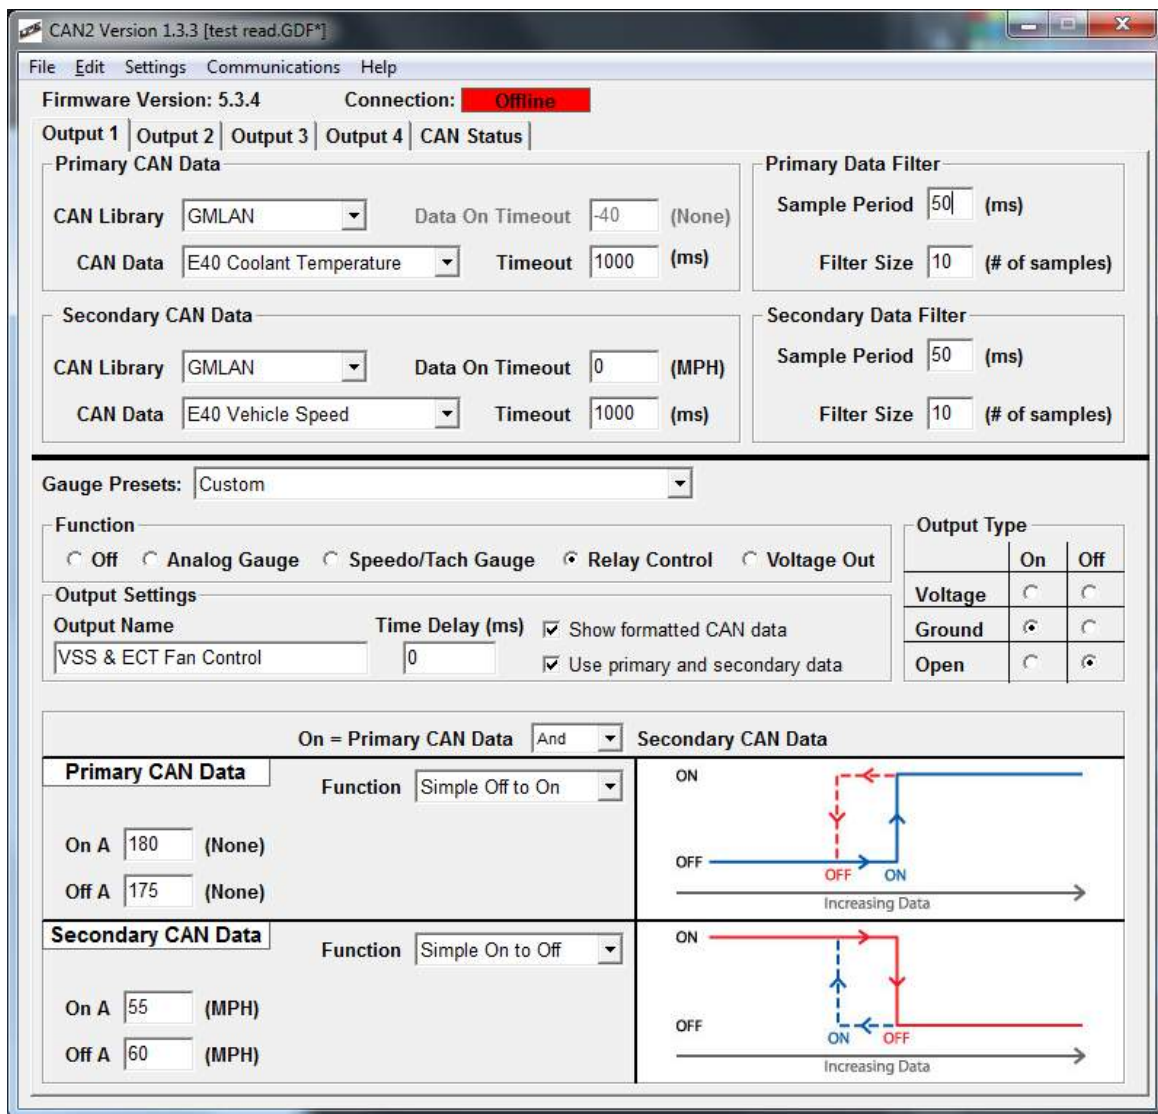 CAN2 Version 1.3.3 [test read.GDF*]
File Edit Settings Communications Help
Firmware Version: 5.3.4 Connection: Offline
Output 1 Output 2 Output 3 Output 4 CAN Status
Primary CAN Data
CAN Library GMLAN Data On Timeout -40 (None)
CAN Data E40 Coolant Temperature Timeout 1000 (ms)
Primary Data Filter
Sample Period 50 (ms)
Filter Size 10 (# of samples)
Secondary CAN Data
CAN Library GMLAN Data On Timeout 0 (MPH)
CAN Data E40 Vehicle Speed Timeout 1000 (ms)
Secondary Data Filter
Sample Period 50 (ms)
Filter Size 10 (# of samples)
Gauge Presets: Custom
Function
Off Analog Gauge Speedo/Tach Gauge Relay Control Voltage Out
Output Settings
Output Name Time Delay (ms) Show formatted CAN data
VSS & ECT Fan Control 0 Use primary and secondary data
Output Type
On Off
Voltage
Ground
Open
On = Primary CAN Data And Secondary CAN Data
Primary CAN Data
Function Simple Off to On
On A 180 (None)
Off A 175 (None)
ON
OFF
OFF ON
Increasing Data
Secondary CAN Data
Function Simple On to Off
On A 55 (MPH)
Off A 60 (MPH)
ON
OFF
ON OFF
Increasing Data